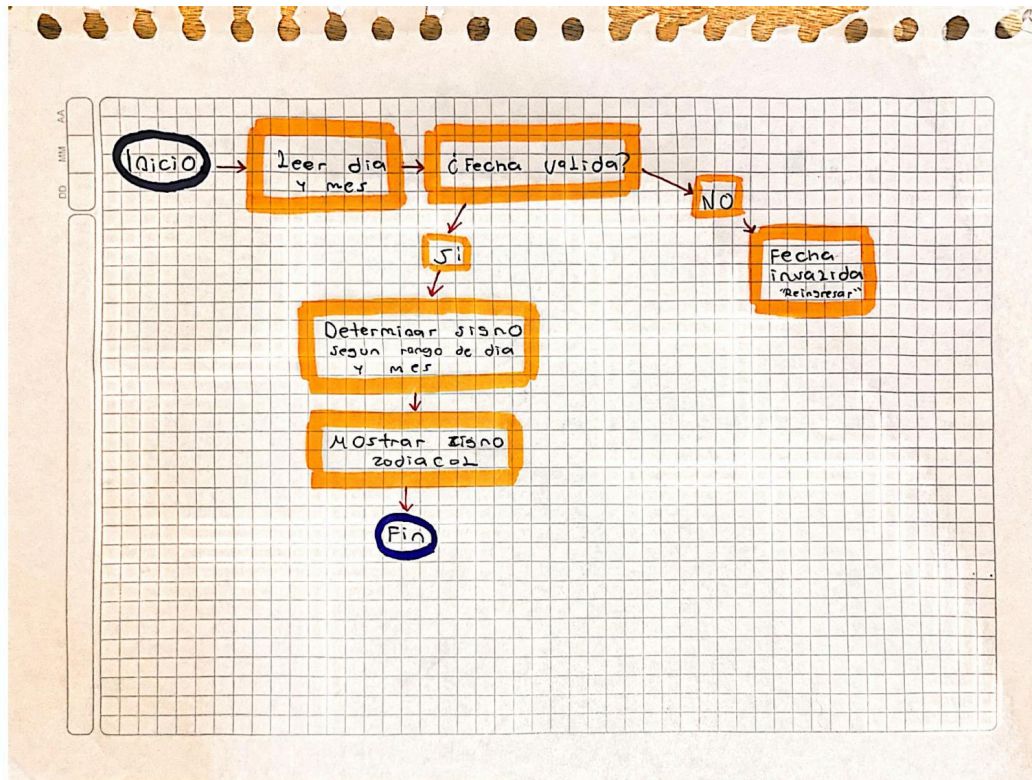 AA
MM
DD
Inicio
Leer dia
y mes
¿Fecha valida?
NO
Si
Fecha
invalida
"Reingresar"
Determinar signo
segun rango de dia
y mes
Mostrar signo
zodiacal
Fin